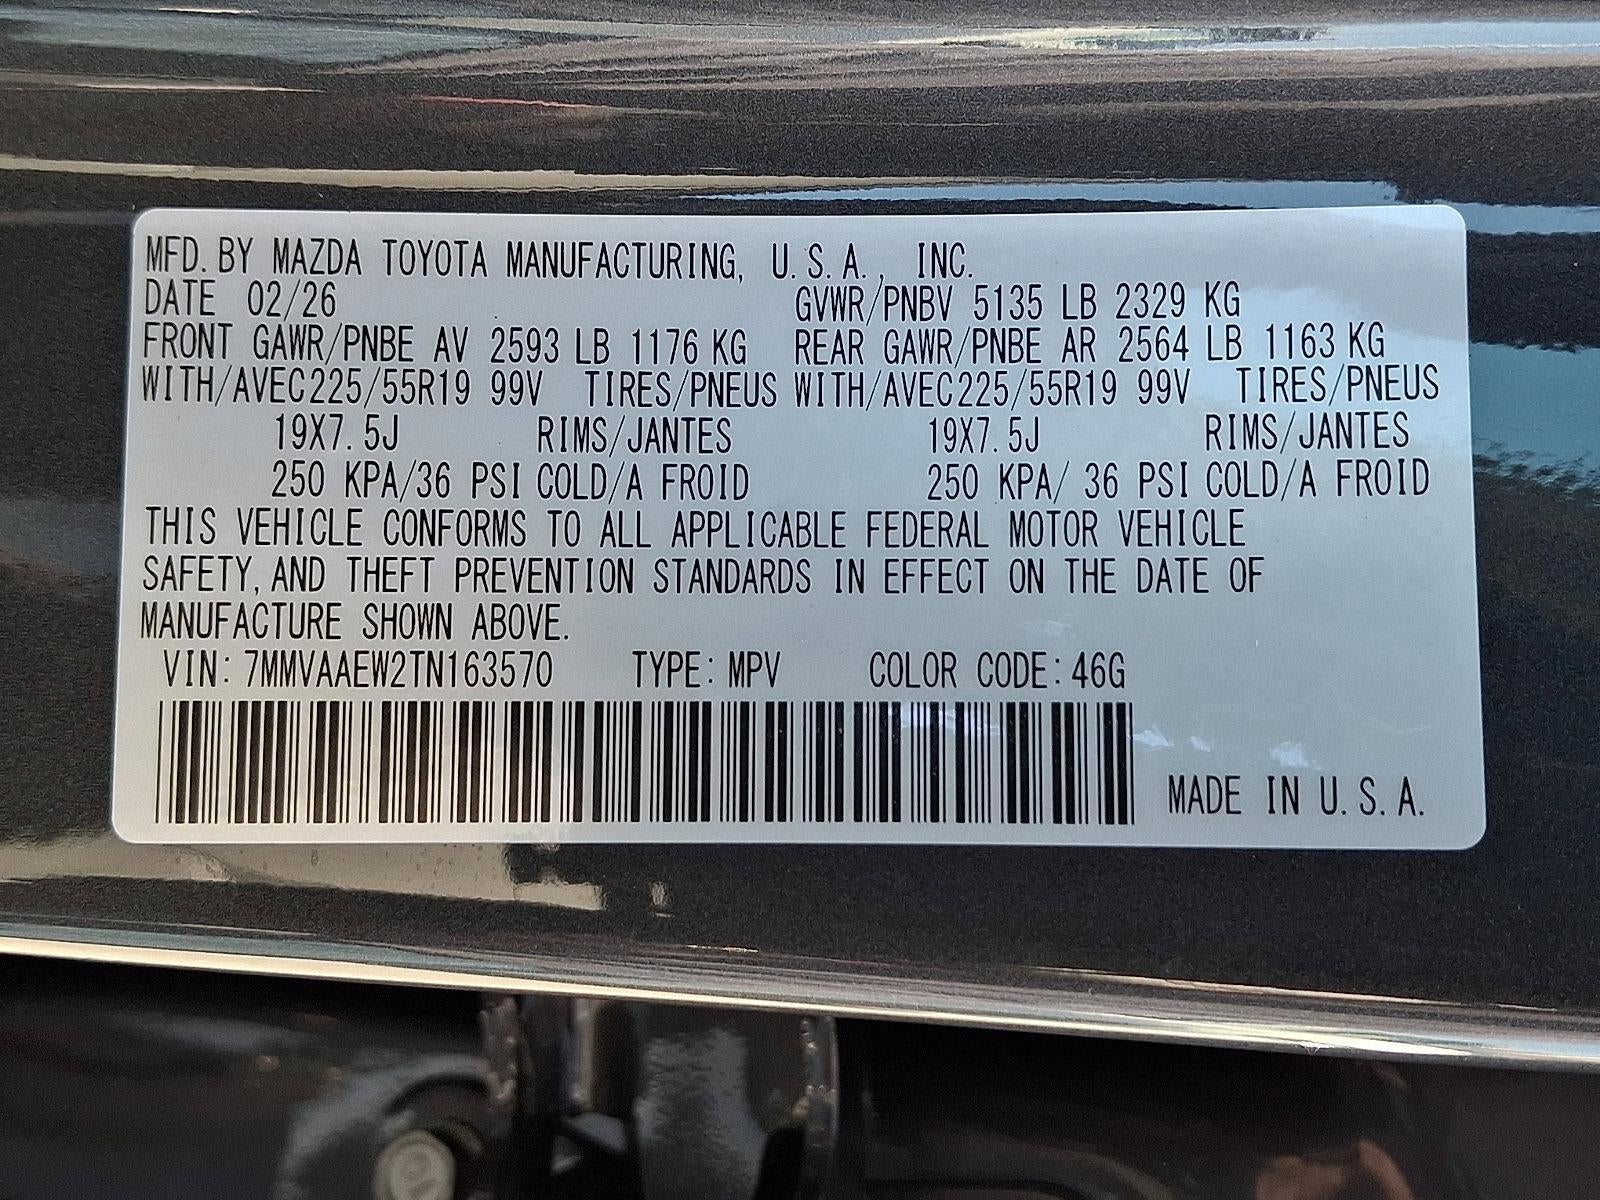 MFD. BY MAZDA TOYOTA MANUFACTURING, U.S.A., INC.
DATE 02/26 GVWR/PNBV 5135 LB 2329 KG
FRONT GAWR/PNBE AV 2593 LB 1176 KG REAR GAWR/PNBE AR 2564 LB 1163 KG
WITH/AVEC 225/55R19 99V TIRES/PNEUS WITH/AVEC 225/55R19 99V TIRES/PNEUS
19X7.5J RIMS/JANTES 19X7.5J RIMS/JANTES
250 KPA/36 PSI COLD/A FROID 250 KPA/ 36 PSI COLD/A FROID
THIS VEHICLE CONFORMS TO ALL APPLICABLE FEDERAL MOTOR VEHICLE
SAFETY, AND THEFT PREVENTION STANDARDS IN EFFECT ON THE DATE OF
MANUFACTURE SHOWN ABOVE.
VIN: 7MMVAAEW2TN163570 TYPE: MPV COLOR CODE: 46G
MADE IN U.S.A.